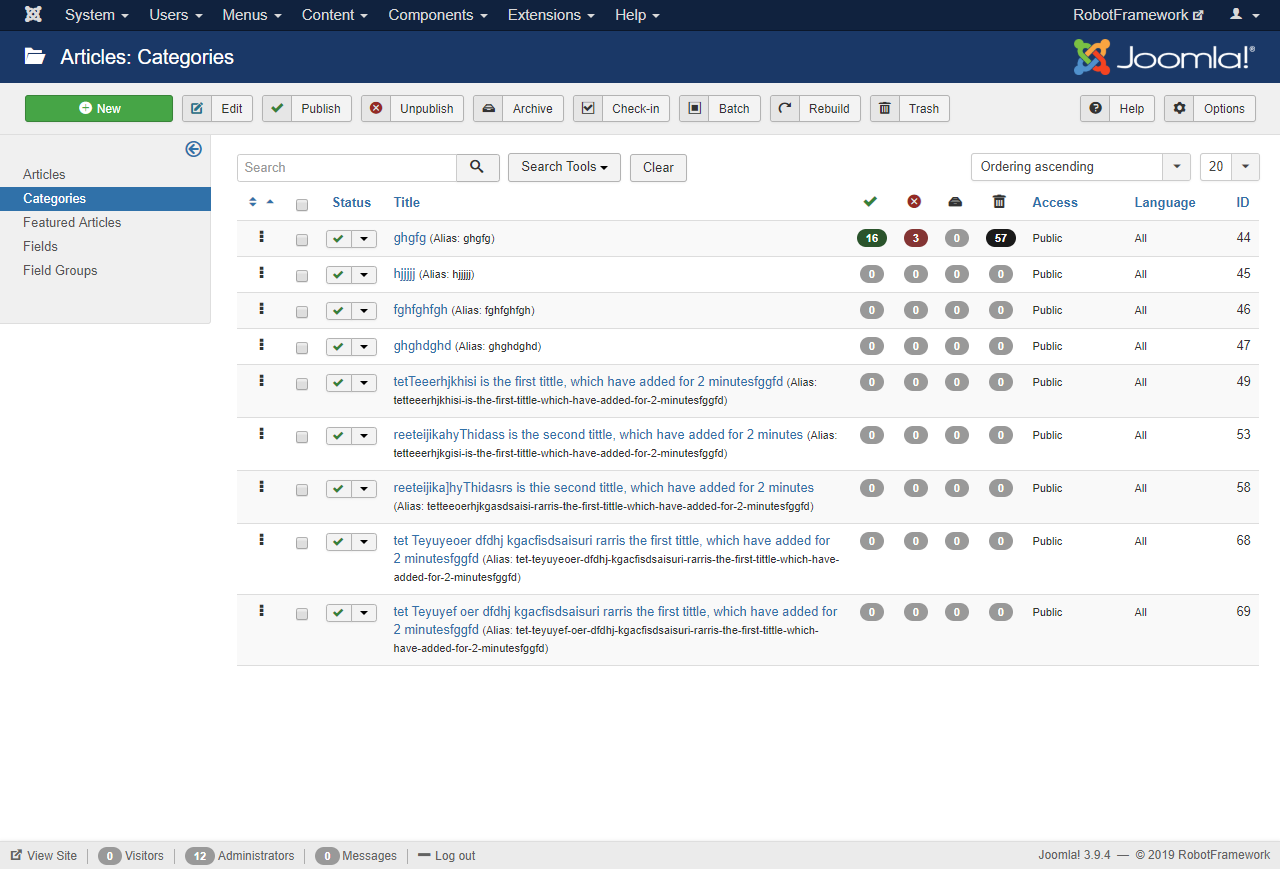 System Users Menus Content Components Extensions Help RobotFramework
Articles: Categories Joomla!®
New Edit Publish Unpublish Archive Check-in Batch Rebuild Trash Help Options
Articles
Categories
Featured Articles
Fields
Field Groups
Search Search Tools Clear Ordering ascending 20
Status Title Access Language ID
ghgfg (Alias: ghgfg) 16 3 0 57 Public All 44
hjjjjj (Alias: hjjjjj) 0 0 0 0 Public All 45
fghfghfgh (Alias: fghfghfgh) 0 0 0 0 Public All 46
ghghdghd (Alias: ghghdghd) 0 0 0 0 Public All 47
tetTeeerhjkhisi is the first tittle, which have added for 2 minutesfggfd (Alias: 0 0 0 0 Public All 49
tetteeerhjkhisi-is-the-first-tittle-which-have-added-for-2-minutesfggfd)
reeteijikahyThidass is the second tittle, which have added for 2 minutes (Alias: 0 0 0 0 Public All 53
tetteeerhjkgisi-is-the-first-tittle-which-have-added-for-2-minutesfggfd)
reeteijika]hyThidasrs is thie second tittle, which have added for 2 minutes 0 0 0 0 Public All 58
(Alias: tetteeoerhjkgasdsaisi-rarris-the-first-tittle-which-have-added-for-2-minutesfggfd)
tet Teyuyeoer dfdhj kgacfisdsaisuri rarris the first tittle, which have added for 0 0 0 0 Public All 68
2 minutesfggfd (Alias: tet-teyuyeoer-dfdhj-kgacfisdsaisuri-rarris-the-first-tittle-which-have-
added-for-2-minutesfggfd)
tet Teyuyef oer dfdhj kgacfisdsaisuri rarris the first tittle, which have added for 0 0 0 0 Public All 69
2 minutesfggfd (Alias: tet-teyuyef-oer-dfdhj-kgacfisdsaisuri-rarris-the-first-tittle-which-
have-added-for-2-minutesfggfd)
View Site 0 Visitors 12 Administrators 0 Messages Log out Joomla! 3.9.4 — © 2019 RobotFramework